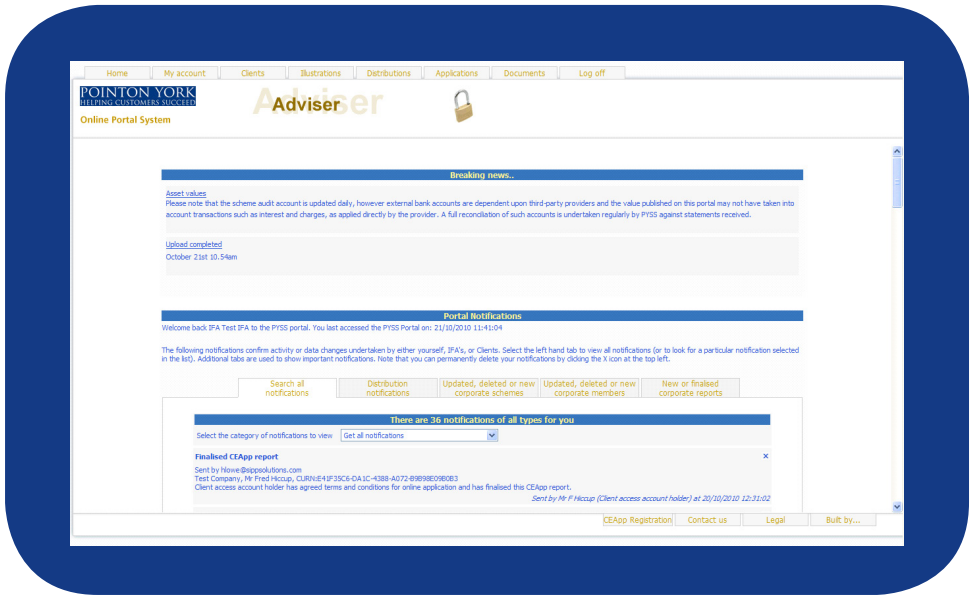 Home My account Clients Illustrations Distributions Applications Documents Log off
POINTON YORK
HELPING CUSTOMERS SUCCEED
Adviser
Adviser
Online Portal System
Breaking news..
Asset values
Please note that the scheme audit account is updated daily, however external bank accounts are dependent upon third-party providers and the value published on this portal may not have taken into
account transactions such as interest and charges, as applied directly by the provider. A full reconciliation of such accounts is undertaken regularly by PYSS against statements received.
Upload completed
October 21st 10.54am
Portal Notifications
Welcome back IFA Test IFA to the PYSS portal. You last accessed the PYSS Portal on: 21/10/2010 11:41:04
The following notifications confirm activity or data changes undertaken by either yourself, IFA's, or Clients. Select the left hand tab to view all notifications (or to look for a particular notification selected
in the list). Additional tabs are used to show important notifications. Note that you can permanently delete your notifications by clicking the X icon at the top left.
Search all Distribution Updated, deleted or new Updated, deleted or new New or finalised
notifications notifications corporate schemes corporate members corporate reports
There are 36 notifications of all types for you
Select the category of notifications to view Get all notifications
Finalised CEApp report x
Sent by hlowe@sippsolutions.com
Test Company, Mr Fred Hiccup, CURN:E41F35C6-DA1C-4388-A072-B9B98E09B0B3
Client access account holder has agreed terms and conditions for online application and has finalised this CEApp report.
Sent by Mr F Hiccup (Client access account holder) at 20/10/2010 12:31:02
CEApp Registration Contact us Legal Built by...